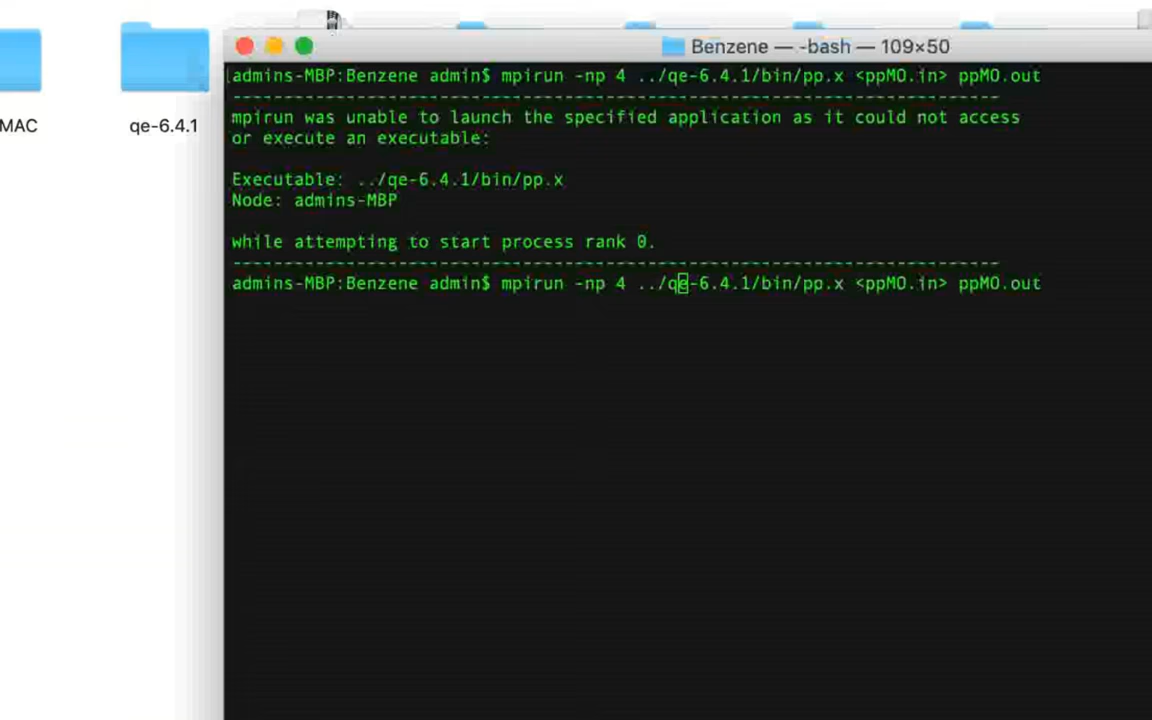 Benzene — -bash — 109×50
MAC
qe-6.4.1
admins-MBP:Benzene admin$ mpirun -np 4 ../qe-6.4.1/bin/pp.x <ppMO.in> ppMO.out
--------------------------------------------------------------------------
mpirun was unable to launch the specified application as it could not access
or execute an executable:
Executable: ../qe-6.4.1/bin/pp.x
Node: admins-MBP
while attempting to start process rank 0.
--------------------------------------------------------------------------
admins-MBP:Benzene admin$ mpirun -np 4 ../qe-6.4.1/bin/pp.x <ppMO.in> ppMO.out